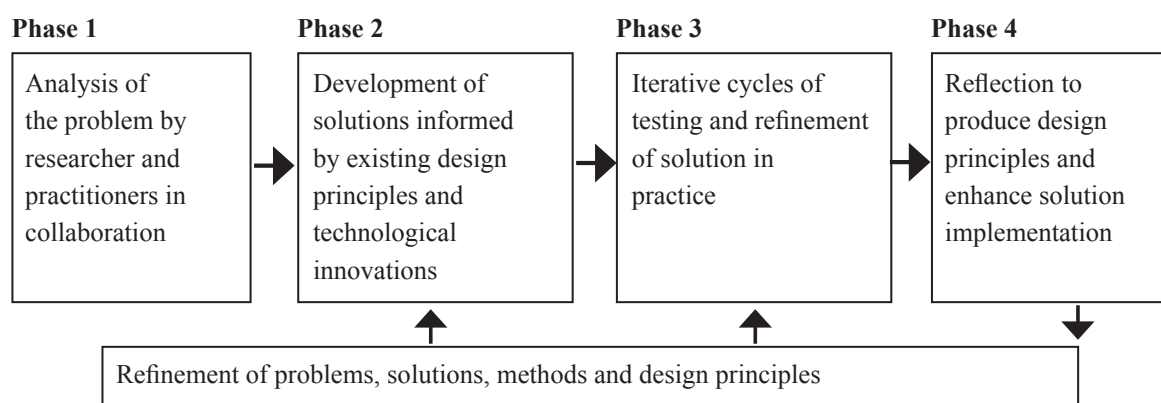 Phase 1
Analysis of
the problem by
researcher and
practitioners in
collaboration
Phase 2
Development of
solutions informed
by existing design
principles and
technological
innovations
Phase 3
Iterative cycles of
testing and refinement
of solution in
practice
Phase 4
Reflection to
produce design
principles and
enhance solution
implementation
Refinement of problems, solutions, methods and design principles